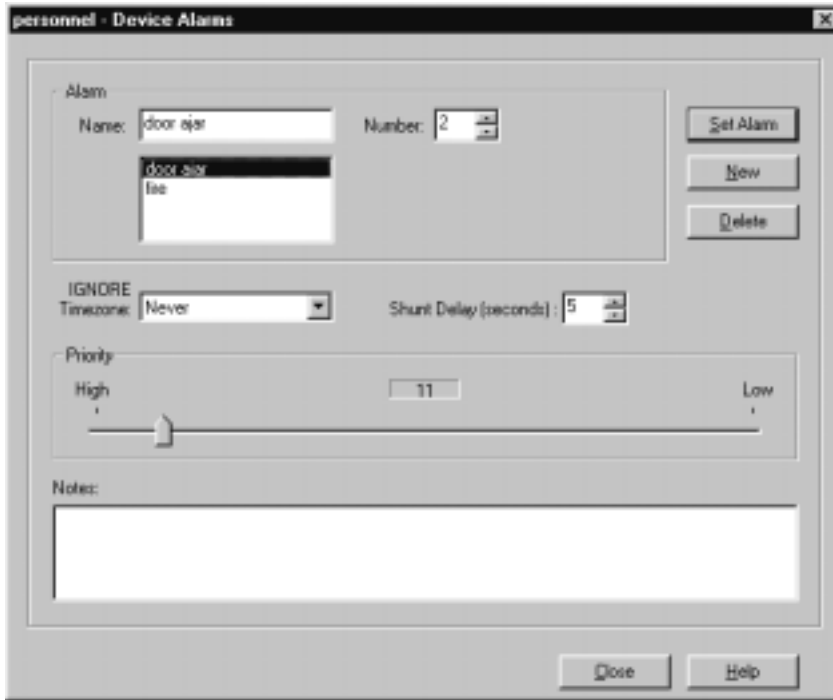 personnel - Device Alarms
Alarm
Name: door ajar Number: 2
Set Alarm
door ajar
fire
New
Delete
IGNORE
Timezone: Never Shunt Delay (seconds) : 5
Priority
High 11 Low
Notes:
Close Help